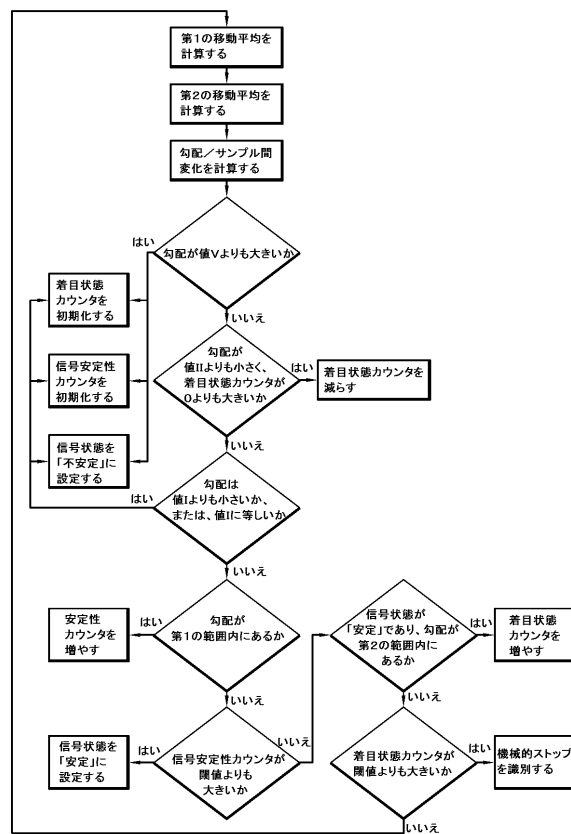 第1の移動平均を
計算する
第2の移動平均を
計算する
勾配／サンプル間
変化を計算する
勾配が値Vよりも大きいか
はい
いいえ
着目状態
カウンタを
初期化する
信号安定性
カウンタを
初期化する
信号状態を
「不安定」に
設定する
勾配が
値IIよりも小さく、
着目状態カウンタが
0よりも大きいか
はい
着目状態カウンタを
減らす
いいえ
勾配は
値Iよりも小さいか、
または、値Iに等しいか
はい
いいえ
勾配が
第1の範囲内にあるか
はい
安定性
カウンタを
増やす
いいえ
信号安定性カウンタが
閾値よりも
大きいか
はい
信号状態を
「安定」に
設定する
いいえ
信号状態が
「安定」であり、勾配が
第2の範囲内に
あるか
はい
着目状態
カウンタを
増やす
いいえ
着目状態カウンタが
閾値よりも大きいか
はい
機械的ストップ
を識別する
いいえ